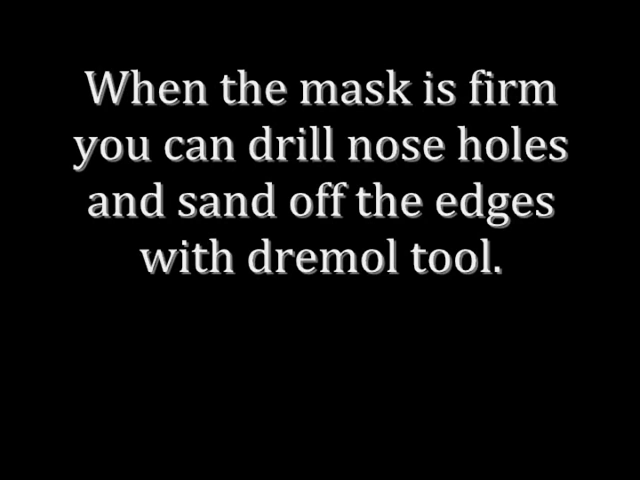 When the mask is firm
you can drill nose holes
and sand off the edges
with dremol tool.